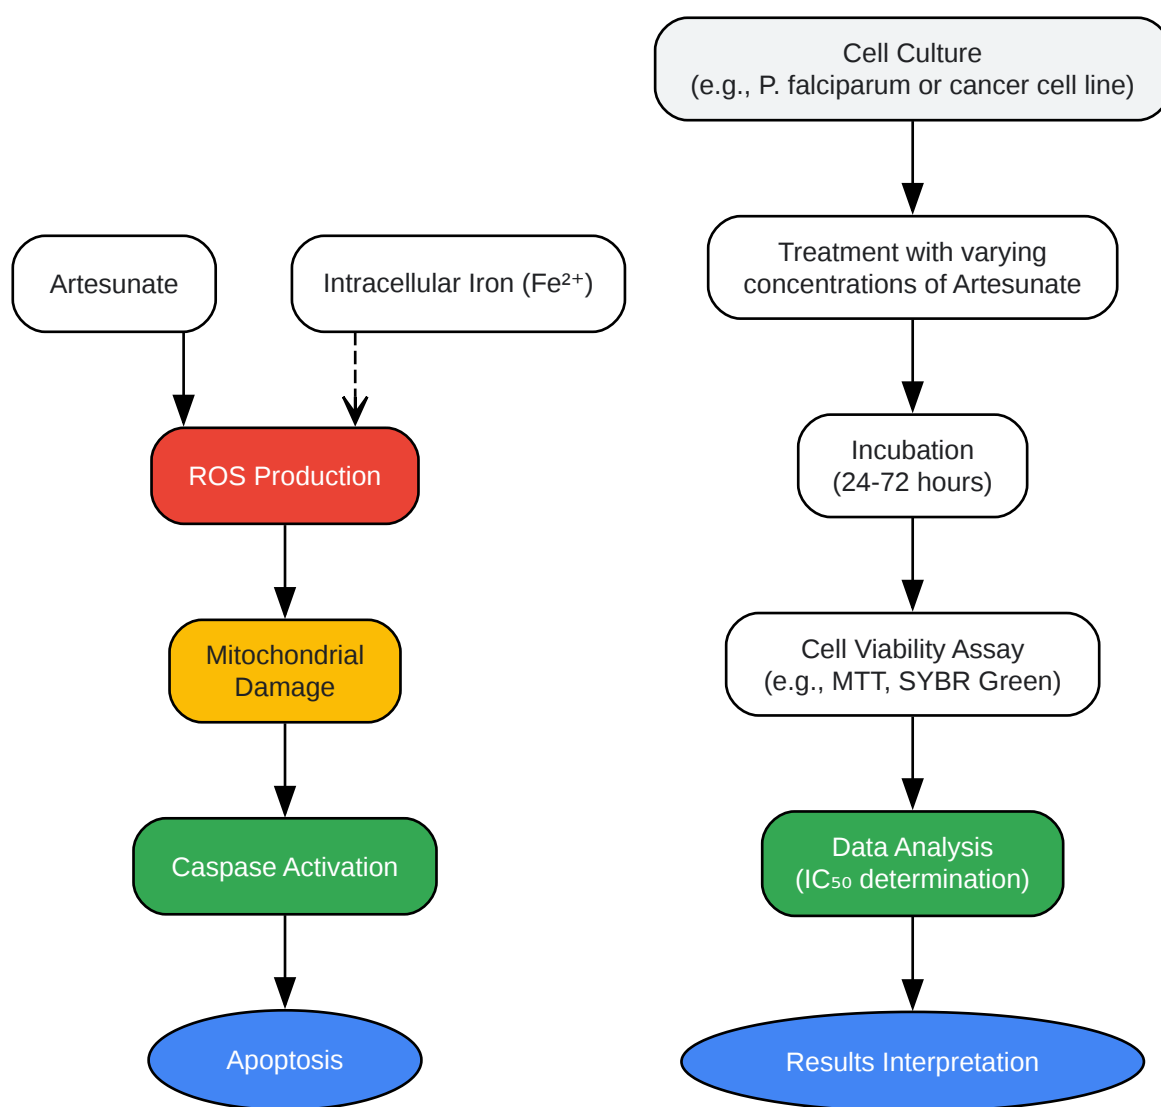 Artesunate
Intracellular Iron (Fe²⁺)
ROS Production
Mitochondrial
Damage
Caspase Activation
Apoptosis
Cell Culture
(e.g., P. falciparum or cancer cell line)
Treatment with varying
concentrations of Artesunate
Incubation
(24-72 hours)
Cell Viability Assay
(e.g., MTT, SYBR Green)
Data Analysis
(IC₅₀ determination)
Results Interpretation